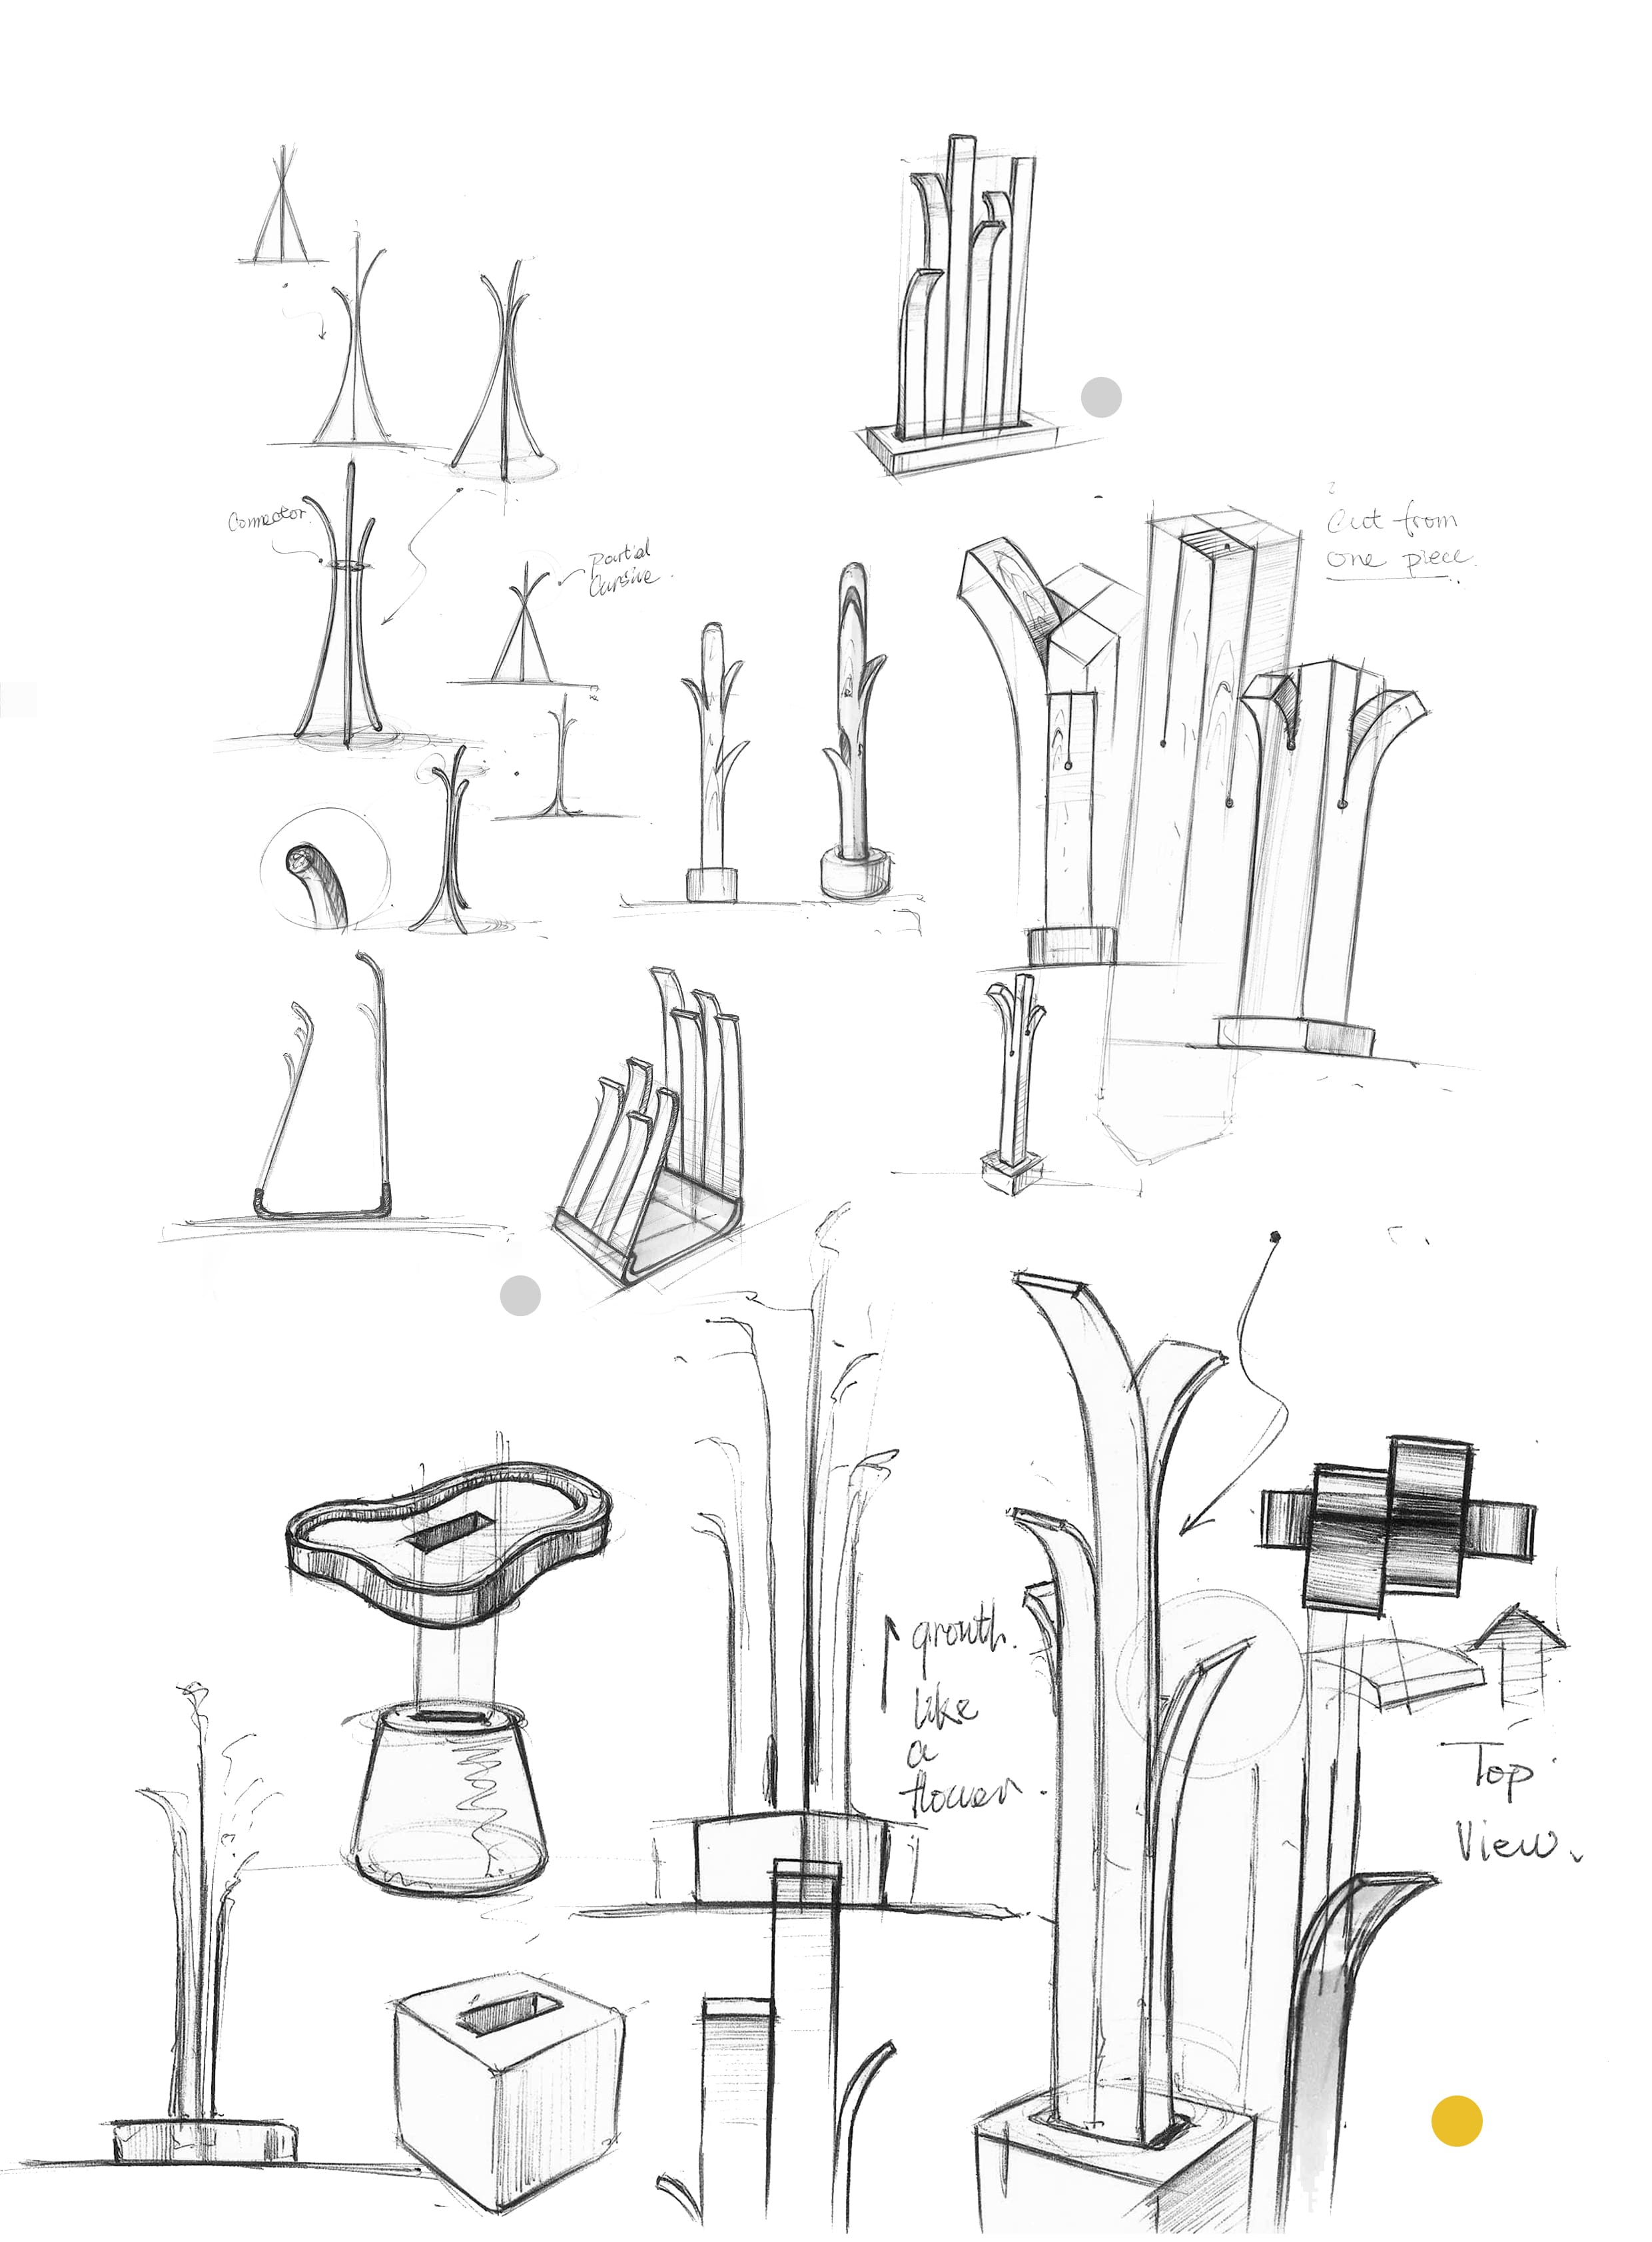 Connector
Partial
Cursive.
Cut from
one piece.
growth.
like
a
flower.
Top
View.